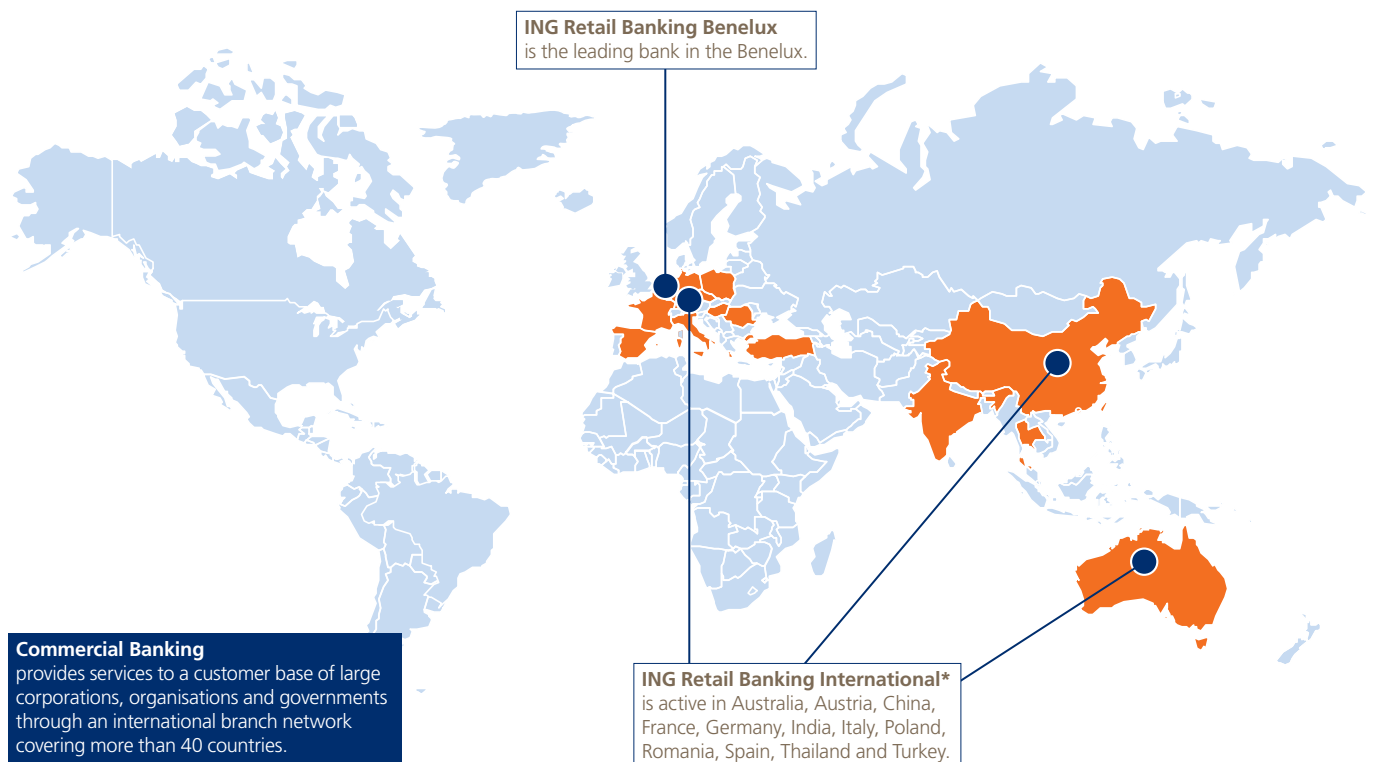 ING Retail Banking Benelux
is the leading bank in the Benelux.
Commercial Banking
provides services to a customer base of large
corporations, organisations and governments
through an international branch network
covering more than 40 countries.
ING Retail Banking International*
is active in Australia, Austria, China,
France, Germany, India, Italy, Poland,
Romania, Spain, Thailand and Turkey.